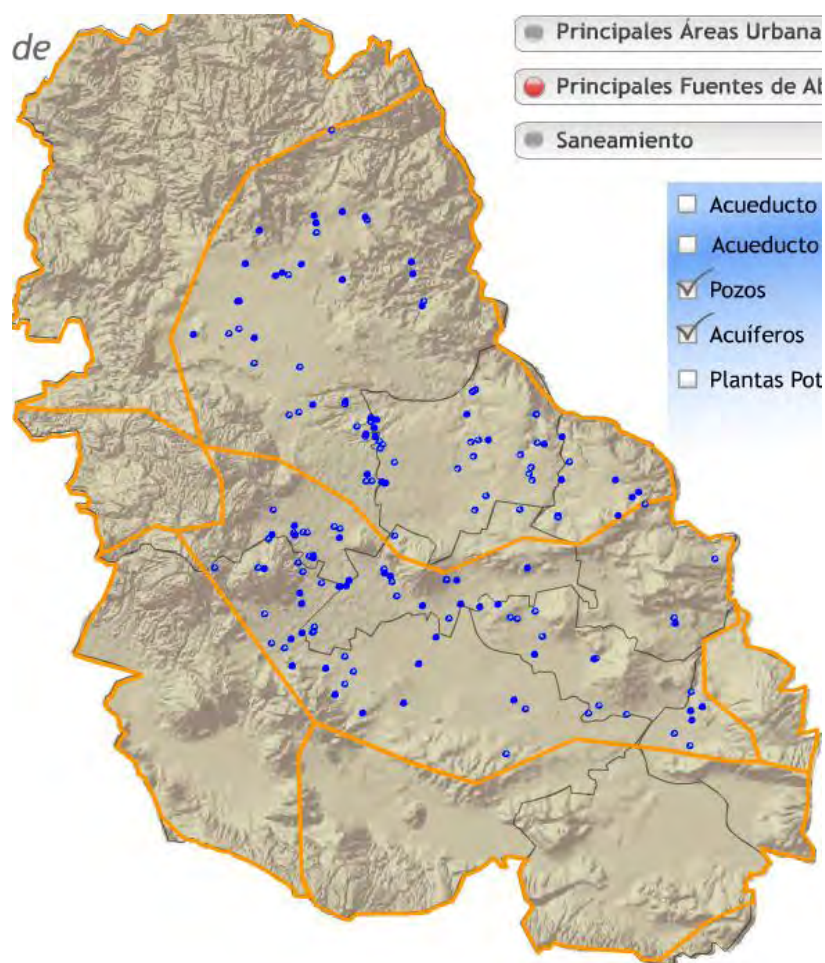 de
Principales Áreas Urbana
Principales Fuentes de Ab
Saneamiento
Acueducto
Acueducto
Pozos
Acuíferos
Plantas Pot